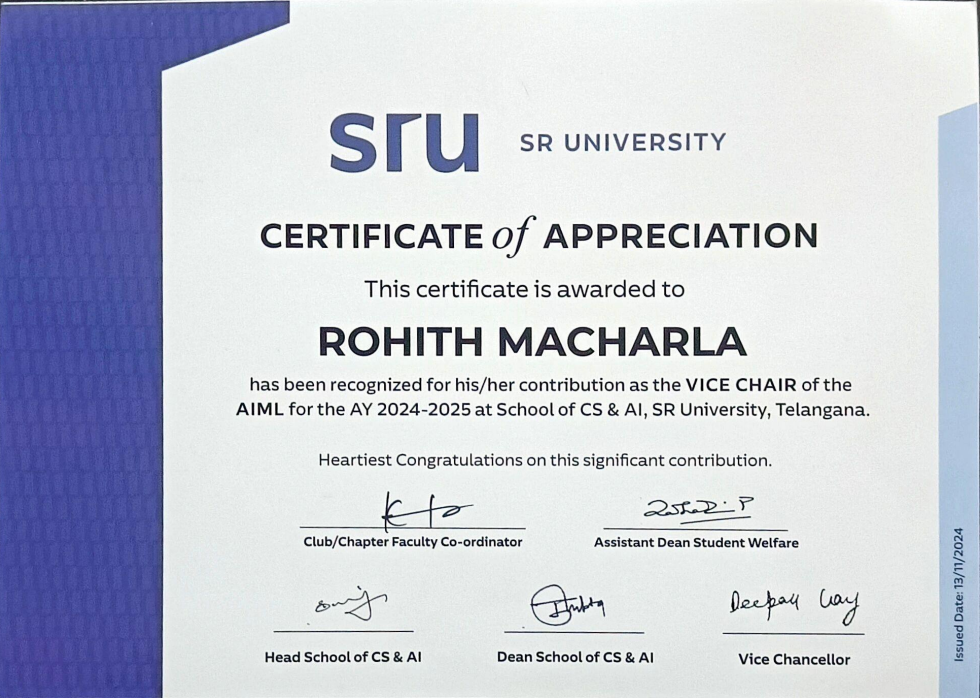 sru SR UNIVERSITY
CERTIFICATE of APPRECIATION
This certificate is awarded to
ROHITH MACHARLA
has been recognized for his/her contribution as the VICE CHAIR of the
AIML for the AY 2024-2025 at School of CS & AI, SR University, Telangana.
Heartiest Congratulations on this significant contribution.
Club/Chapter Faculty Co-ordinator
Assistant Dean Student Welfare
Deepak
Head School of CS & AI
Dean School of CS & AI
Vice Chancellor
Issued Date: 13/11/2024